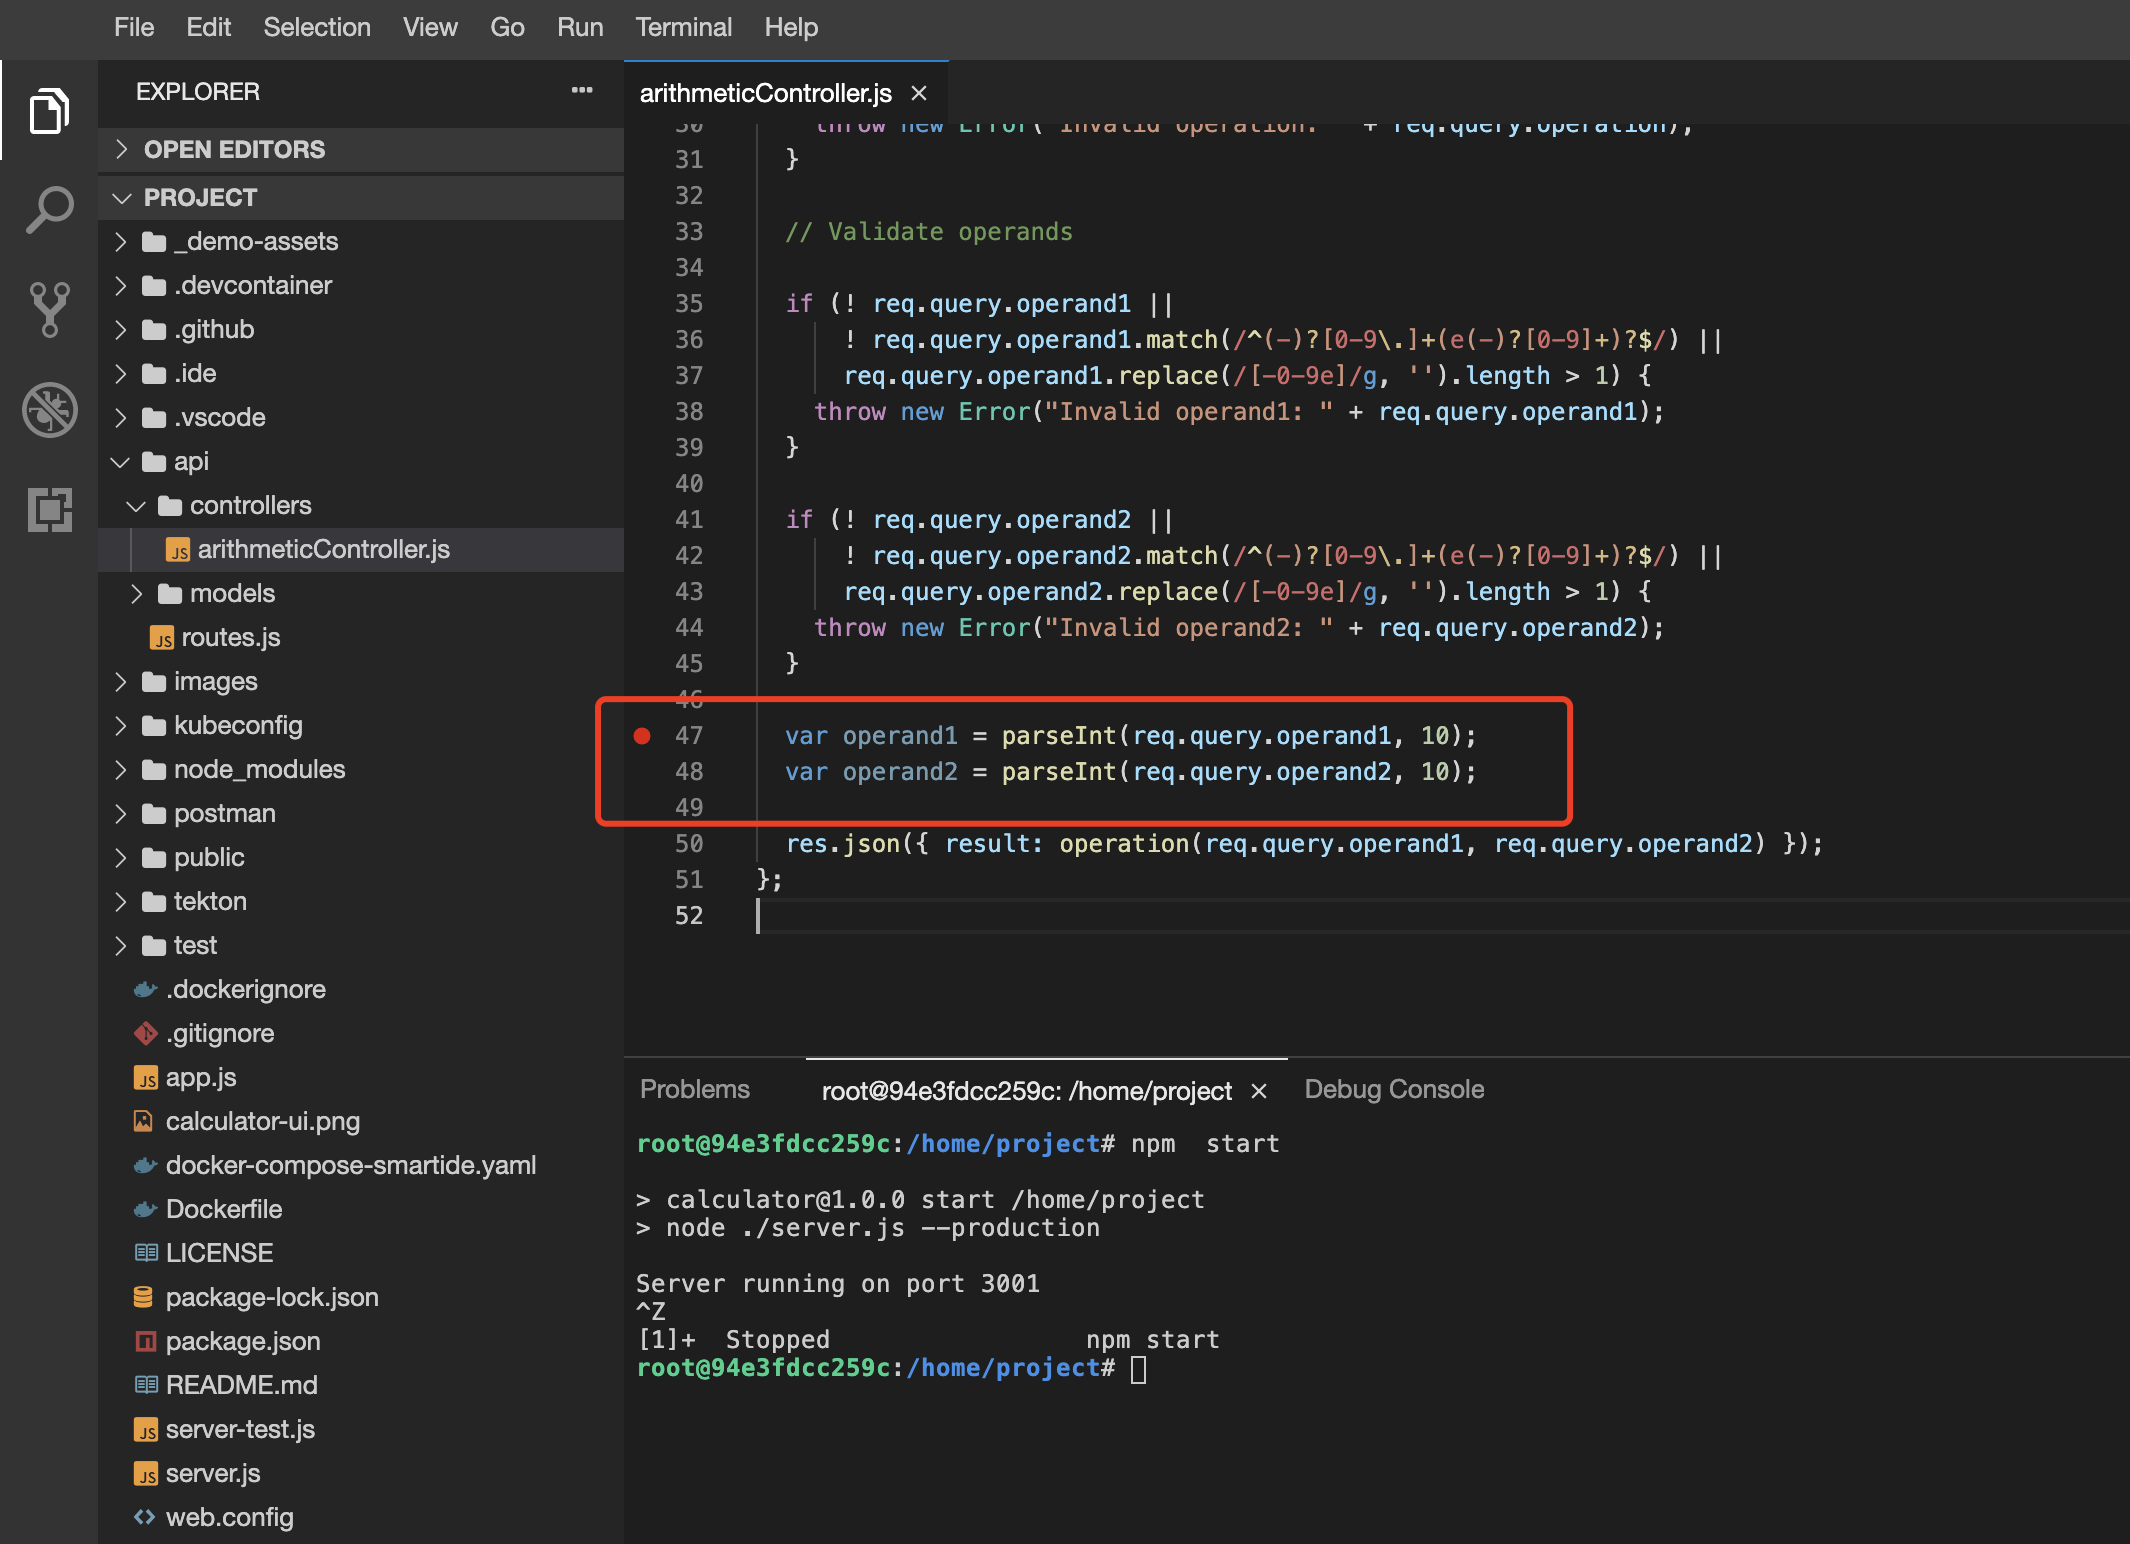 File Edit Selection View Go Run Terminal Help
EXPLORER
OPEN EDITORS
PROJECT
_demo-assets
.devcontainer
.github
.ide
.vscode
api
controllers
JS arithmeticController.js
models
JS routes.js
images
kubeconfig
node_modules
postman
public
tekton
test
.dockerignore
.gitignore
JS app.js
calculator-ui.png
docker-compose-smartide.yaml
Dockerfile
LICENSE
package-lock.json
package.json
README.md
JS server-test.js
JS server.js
web.config
arithmeticController.js
30 throw new Error("Invalid operation: " + req.query.operation);
31 }
32
33 // Validate operands
34
35 if (! req.query.operand1 ||
36 ! req.query.operand1.match(/^(-)?[0-9\.]+(e(-)?[0-9]+)?$/) ||
37 req.query.operand1.replace(/[-0-9e]/g, '').length > 1) {
38 throw new Error("Invalid operand1: " + req.query.operand1);
39 }
40
41 if (! req.query.operand2 ||
42 ! req.query.operand2.match(/^(-)?[0-9\.]+(e(-)?[0-9]+)?$/) ||
43 req.query.operand2.replace(/[-0-9e]/g, '').length > 1) {
44 throw new Error("Invalid operand2: " + req.query.operand2);
45 }
46
47 var operand1 = parseInt(req.query.operand1, 10);
48 var operand2 = parseInt(req.query.operand2, 10);
49
50 res.json({ result: operation(req.query.operand1, req.query.operand2) });
51 };
52
Problems root@94e3fdcc259c: /home/project Debug Console
root@94e3fdcc259c:/home/project# npm  start
> calculator@1.0.0 start /home/project
> node ./server.js --production
Server running on port 3001
^Z
[1]+  Stopped                 npm start
root@94e3fdcc259c:/home/project#